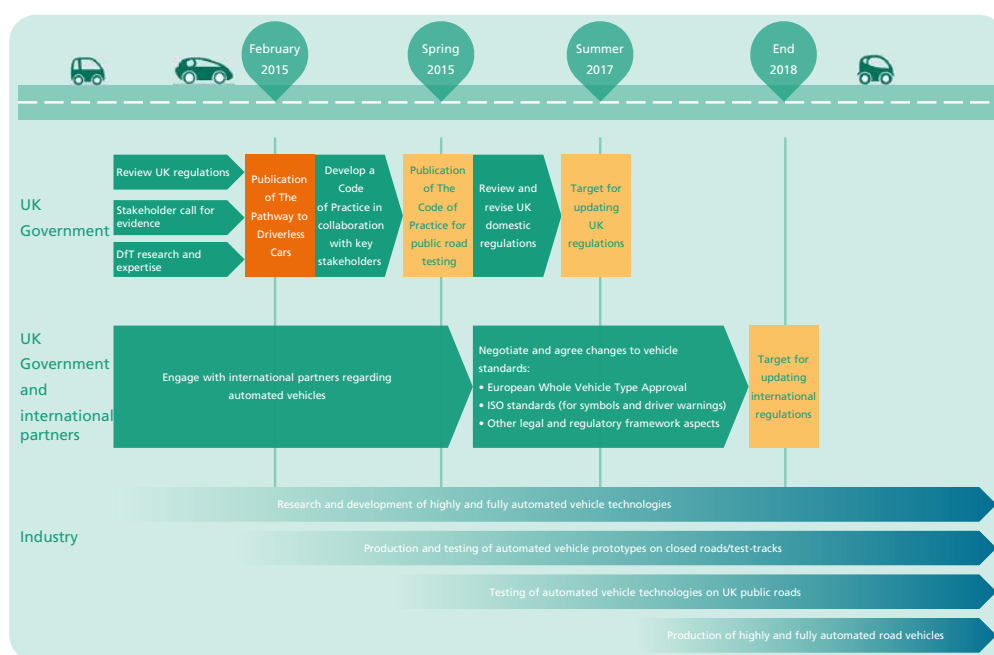 February
2015
Spring
2015
Summer
2017
End
2018
UK
Government
Review UK regulations
Stakeholder call for
evidence
DfT research and
expertise
Publication
of The
Pathway to
Driverless
Cars
Develop a
Code
of Practice in
collaboration
with key
stakeholders
Publication
of The
Code of
Practice for
public road
testing
Review and
revise UK
domestic
regulations
Target for
updating
UK
regulations
UK
Government
and
international
partners
Engage with international partners regarding
automated vehicles
Negotiate and agree changes to vehicle
standards:
• European Whole Vehicle Type Approval
• ISO standards (for symbols and driver warnings)
• Other legal and regulatory framework aspects
Target for
updating
international
regulations
Industry
Research and development of highly and fully automated vehicle technologies
Production and testing of automated vehicle prototypes on closed roads/test-tracks
Testing of automated vehicle technologies on UK public roads
Production of highly and fully automated road vehicles